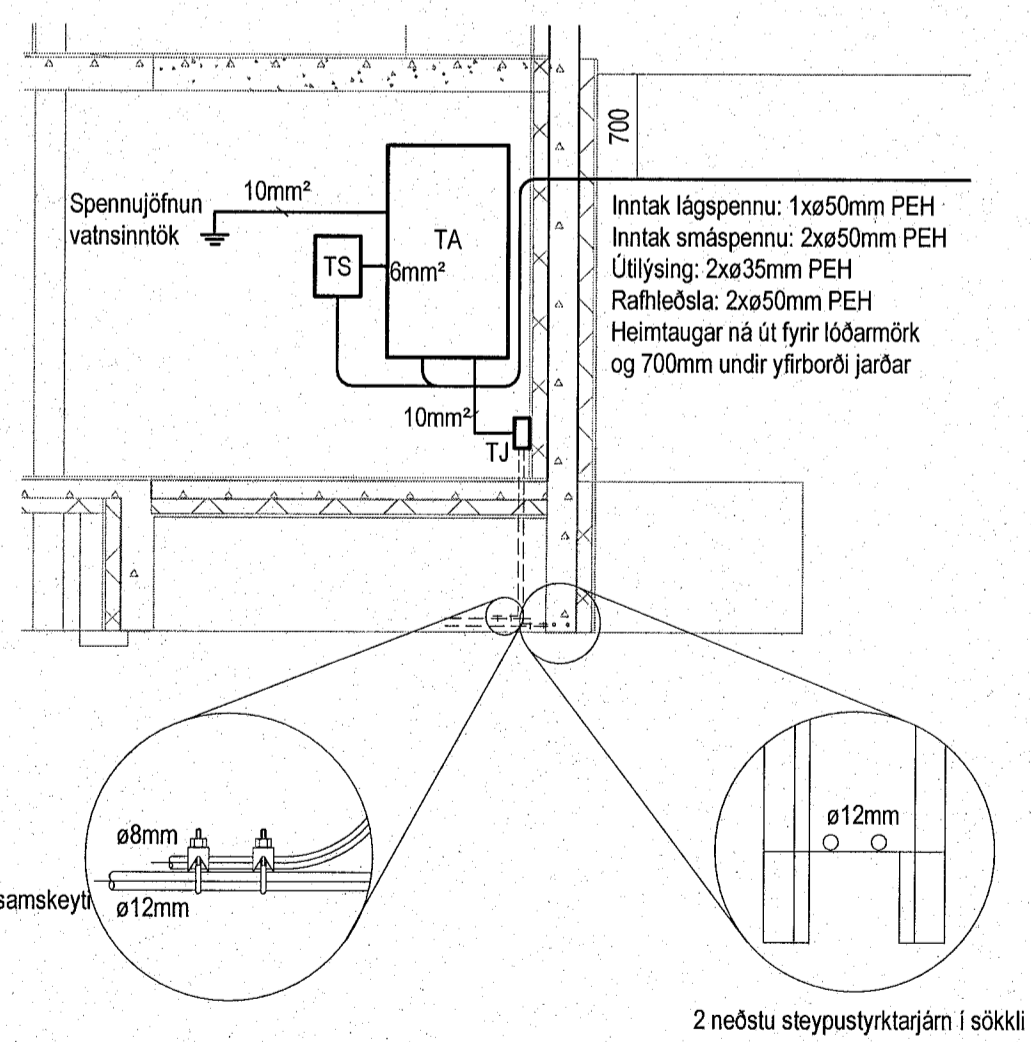 700
Spennujöfnun
vatnsinntök
10mm²
TA
TS
6mm²
Inntak lágspennu: 1xø50mm PEH
Inntak smáspennu: 2xø50mm PEH
Útilýsing: 2xø35mm PEH
Rafhleðsla: 2xø50mm PEH
Heimtaugar ná út fyrir lóðarmörk
og 700mm undir yfirborði jarðar
10mm²
TJ
ø8mm
samskeyti
ø12mm
ø12mm
2 neðstu steypustyrktarjárn í sökkli